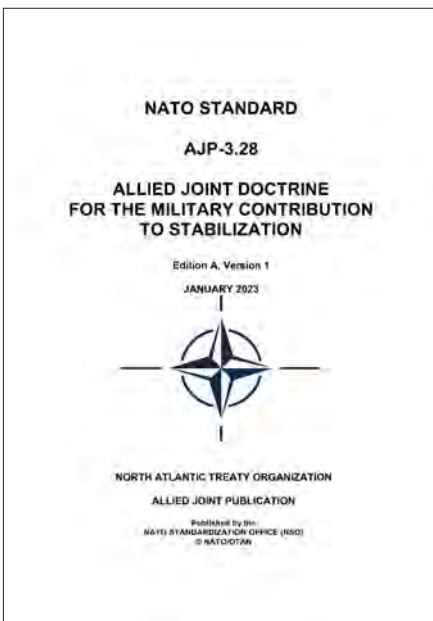 NATO STANDARD
AJP-3.28
ALLIED JOINT DOCTRINE
FOR THE MILITARY CONTRIBUTION
TO STABILIZATION
Edition A, Version 1
JANUARY 2023
NORTH ATLANTIC TREATY ORGANIZATION
ALLIED JOINT PUBLICATION
Published by the
NATO STANDARDIZATION OFFICE (NSO)
© NATO/OTAN